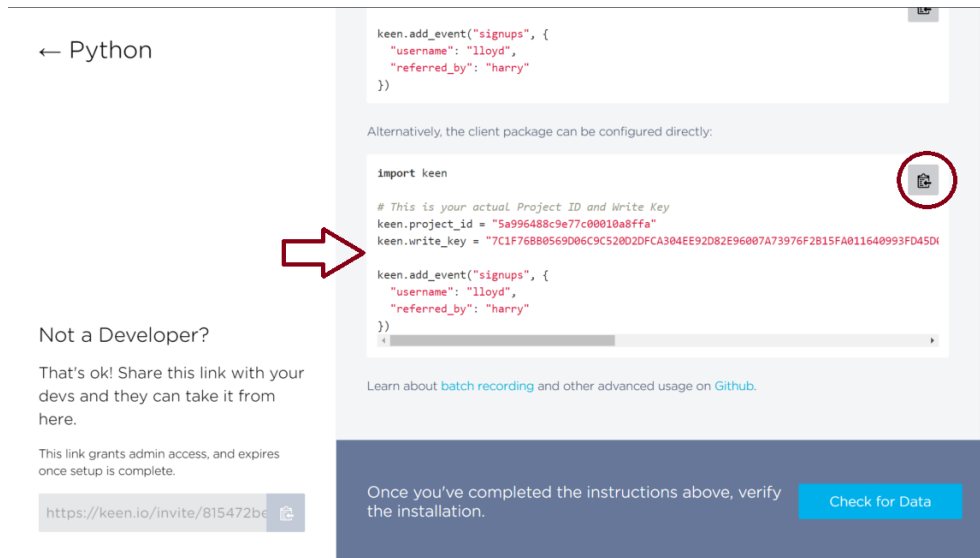 ← Python
Not a Developer?
That's ok! Share this link with your
devs and they can take it from
here.
This link grants admin access, and expires
once setup is complete.
https://keen.io/invite/815472be
keen.add_event("signups", {
"username": "lloyd",
"referred_by": "harry"
})
Alternatively, the client package can be configured directly:
import keen
# This is your actual Project ID and Write Key
keen.project_id = "5a996488c9e77c00010a8ffa"
keen.write_key = "7C1F76BB0569D06C9C520D2DFCA304EE92D82E96007A73976F2B15FA011640993FD45D
keen.add_event("signups", {
"username": "lloyd",
"referred_by": "harry"
})
Learn about batch recording and other advanced usage on Github.
Once you've completed the instructions above, verify
the installation.
Check for Data